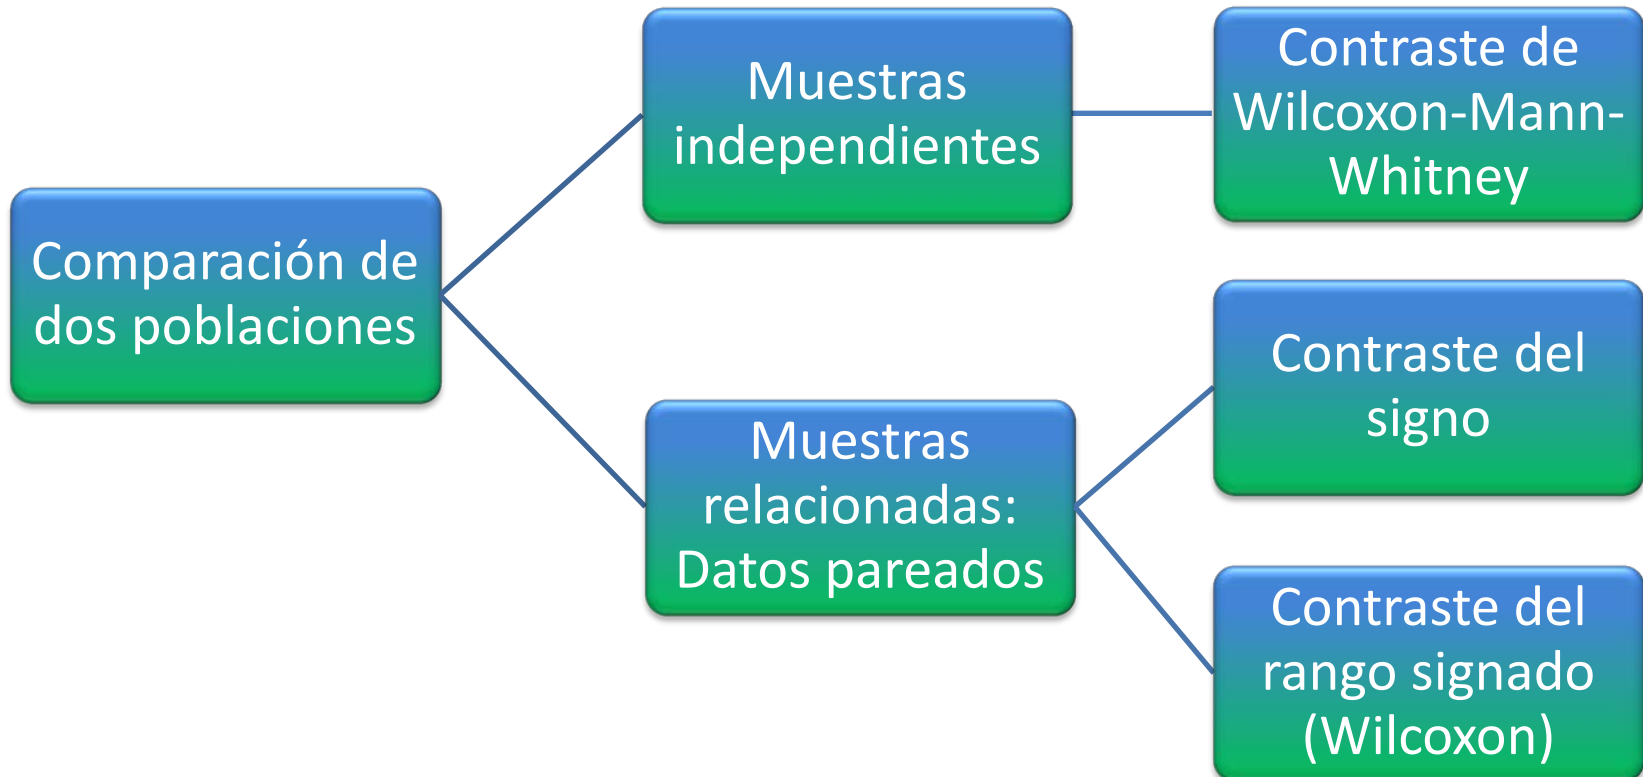 Comparación de
dos poblaciones
Muestras
independientes
Contraste de
Wilcoxon-Mann-
Whitney
Muestras
relacionadas:
Datos pareados
Contraste del
signo
Contraste del
rango signado
(Wilcoxon)